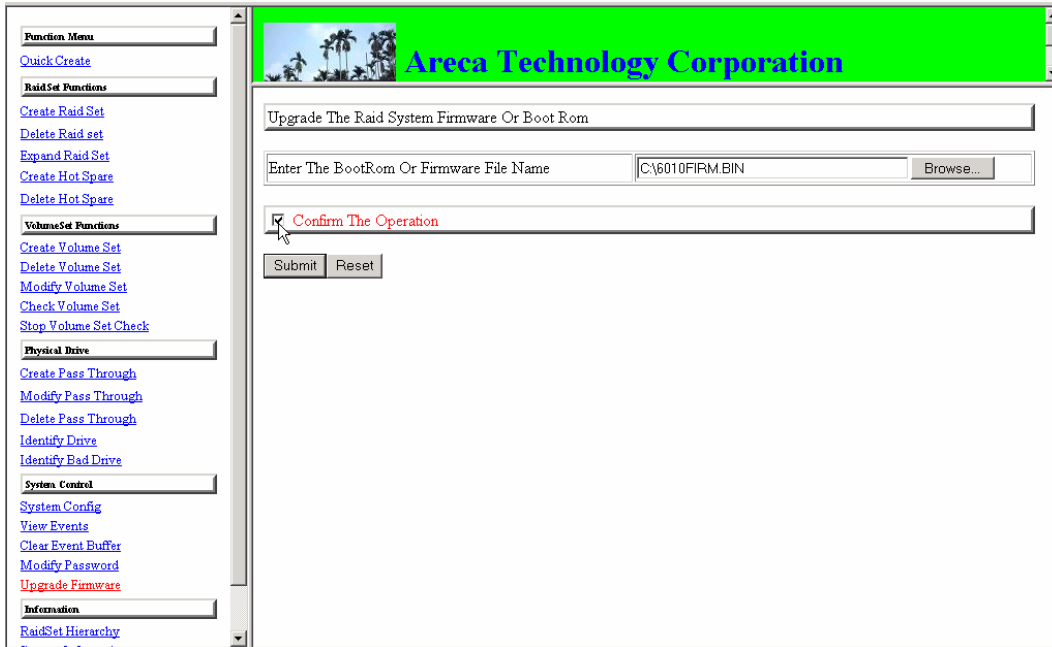 Function Menu
Quick Create
RaidSet Functions
Create Raid Set
Delete Raid set
Expand Raid Set
Create Hot Spare
Delete Hot Spare
VolumeSet Functions
Create Volume Set
Delete Volume Set
Modify Volume Set
Check Volume Set
Stop Volume Set Check
Physical Drive
Create Pass Through
Modify Pass Through
Delete Pass Through
Identify Drive
Identify Bad Drive
System Control
System Config
View Events
Clear Event Buffer
Modify Password
Upgrade Firmware
Information
RaidSet Hierarchy
Areca Technology Corporation
Upgrade The Raid System Firmware Or Boot Rom
Enter The BootRom Or Firmware File Name C:\6010FIRM.BIN Browse...
Confirm The Operation
Submit Reset